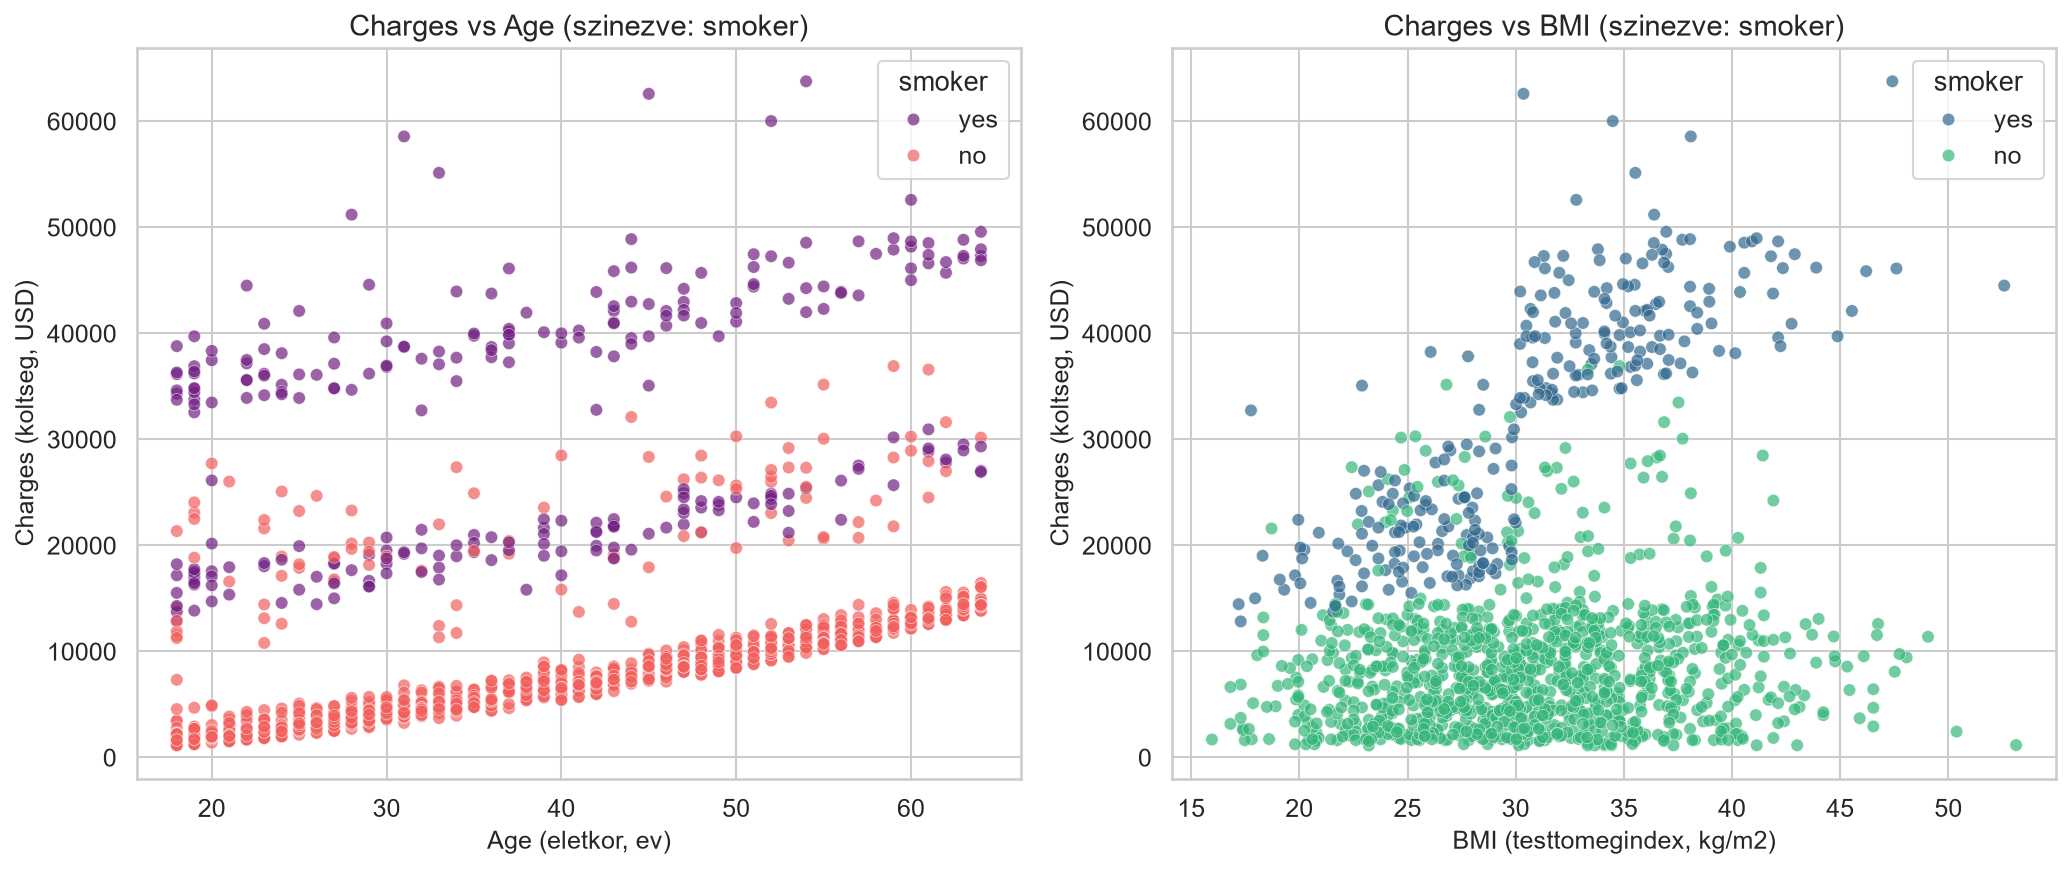 Charges vs Age (szinezve: smoker)
smoker
yes
no
60000
50000
40000
30000
20000
10000
0
Charges (koltseg, USD)
20 30 40 50 60
Age (eletkor, ev)
Charges vs BMI (szinezve: smoker)
smoker
yes
no
60000
50000
40000
30000
20000
10000
0
Charges (koltseg, USD)
15 20 25 30 35 40 45 50
BMI (testtomegindex, kg/m2)